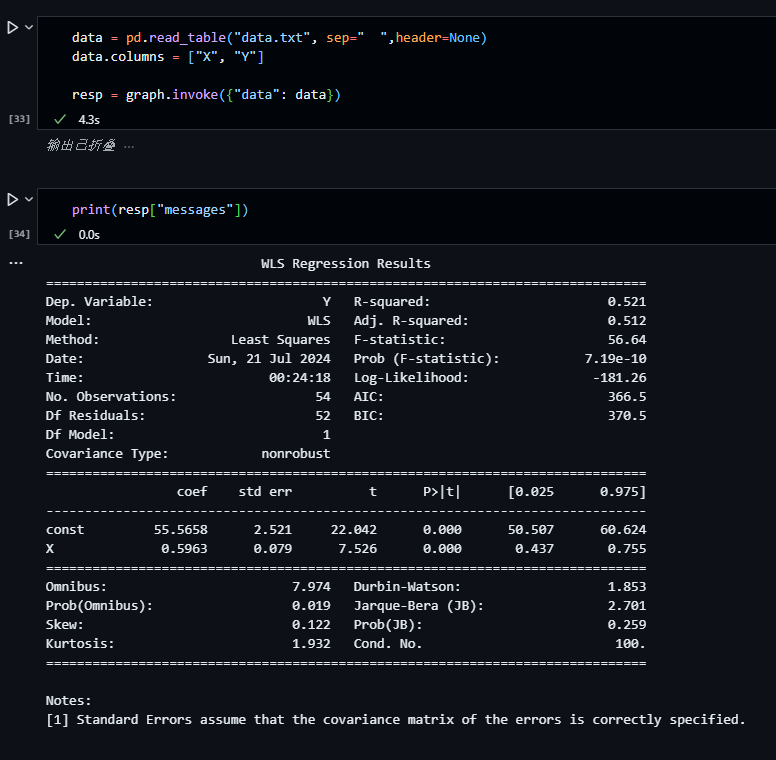 data = pd.read_table("data.txt", sep="  ",header=None)
data.columns = ["X", "Y"]
resp = graph.invoke({"data": data})
[33] ✓ 4.3s
输出已折叠 ...
print(resp["messages"])
[34] ✓ 0.0s
...
                            WLS Regression Results
==============================================================================
Dep. Variable:                      Y   R-squared:                       0.521
Model:                            WLS   Adj. R-squared:                  0.512
Method:                 Least Squares   F-statistic:                     56.64
Date:                Sun, 21 Jul 2024   Prob (F-statistic):           7.19e-10
Time:                        00:24:18   Log-Likelihood:                -181.26
No. Observations:                  54   AIC:                             366.5
Df Residuals:                      52   BIC:                             370.5
Df Model:                           1
Covariance Type:            nonrobust
==============================================================================
                 coef    std err          t      P>|t|      [0.025      0.975]
------------------------------------------------------------------------------
const         55.5658      2.521     22.042      0.000      50.507      60.624
X              0.5963      0.079      7.526      0.000       0.437       0.755
==============================================================================
Omnibus:                        7.974   Durbin-Watson:                   1.853
Prob(Omnibus):                  0.019   Jarque-Bera (JB):                2.701
Skew:                           0.122   Prob(JB):                        0.259
Kurtosis:                       1.932   Cond. No.                         100.
==============================================================================
Notes:
[1] Standard Errors assume that the covariance matrix of the errors is correctly specified.